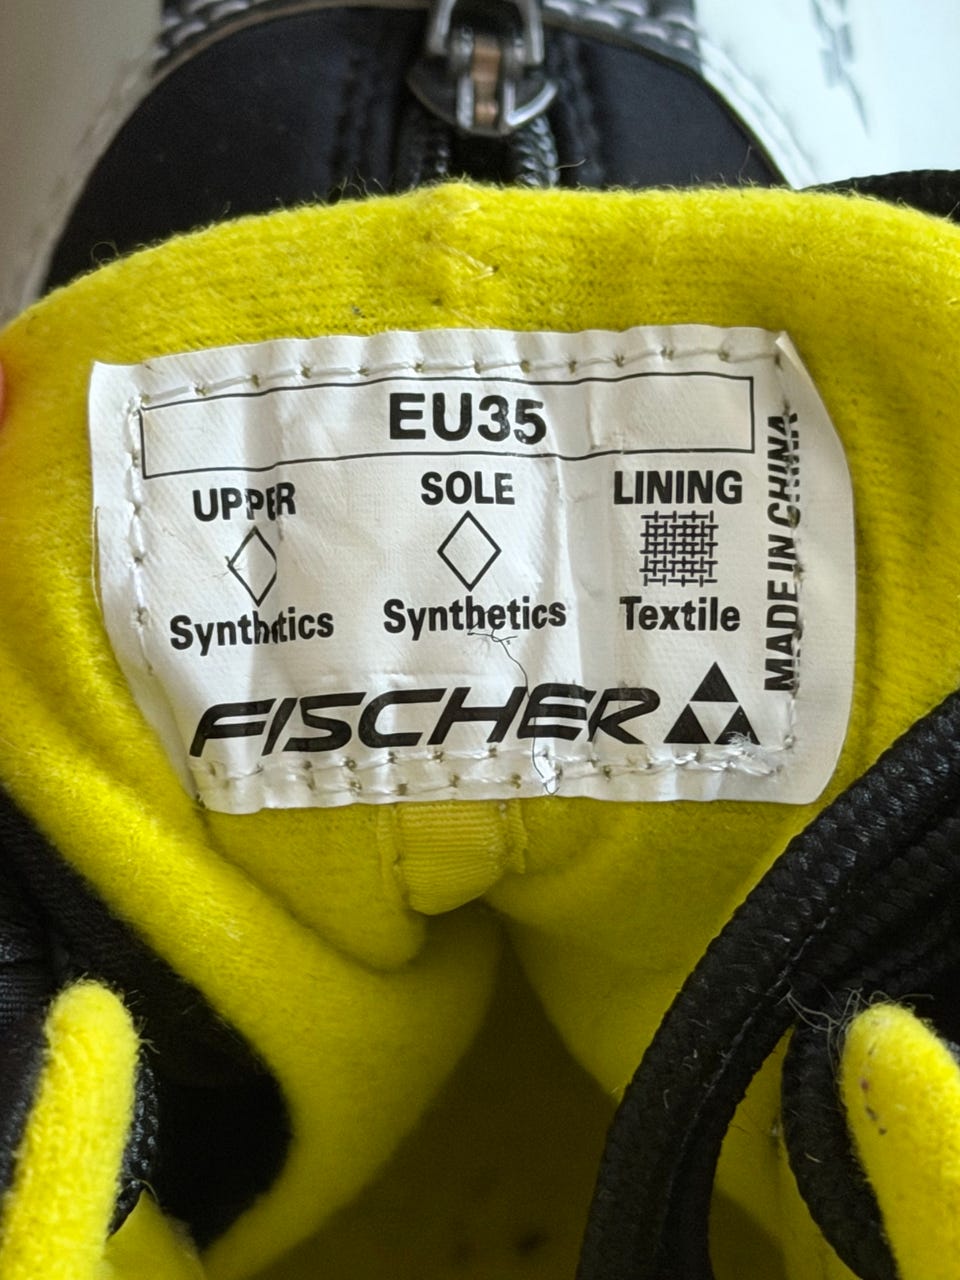 EU35
UPPER SOLE LINING
Synthetics Synthetics Textile
FISCHER
MADE IN CHINA